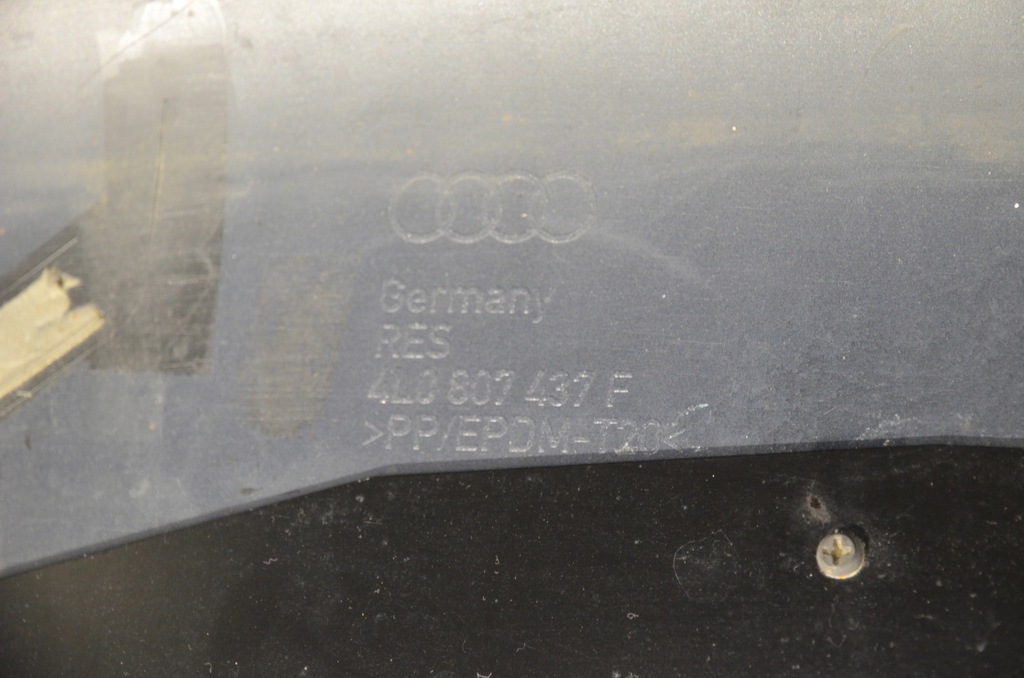 Germany
RES
4L0 807 437 F
>PP/EPDM-T20<